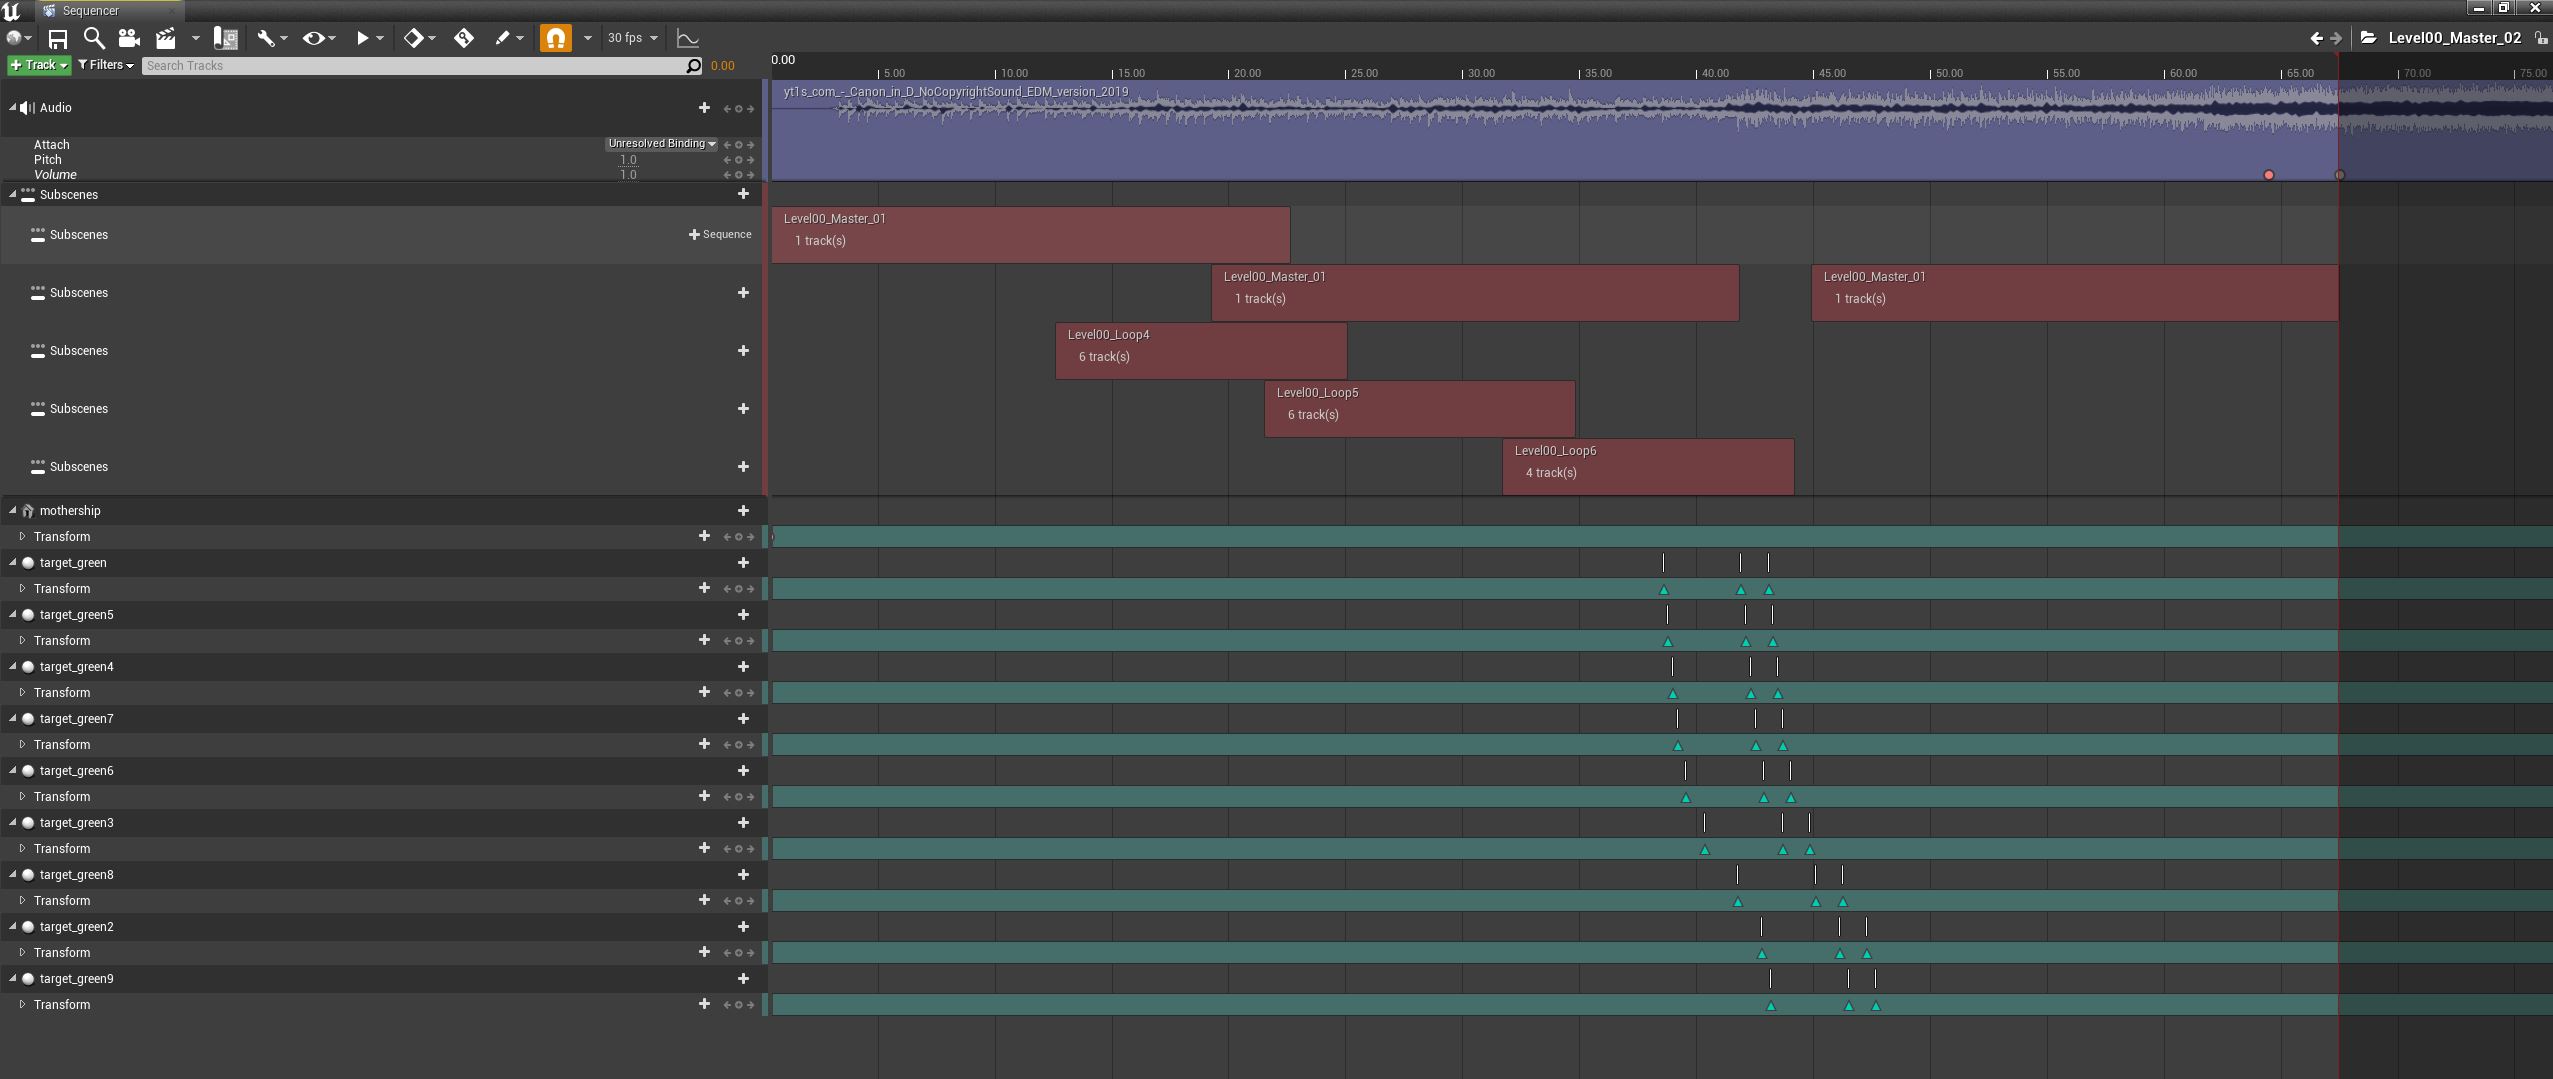 Sequencer
30 fps
Level00_Master_02
Track
Filters
Search Tracks
0.00
0.00
5.00 10.00 15.00 20.00 25.00 30.00 35.00 40.00 45.00 50.00 55.00 60.00 65.00 70.00 75.00
Audio
yt1s_com_-_Canon_in_D_NoCopyrightSound_EDM_version_2019
Attach Unresolved Binding
Pitch 1.0
Volume 1.0
Subscenes
Subscenes Sequence
Level00_Master_01
1 track(s)
Subscenes
Level00_Master_01 Level00_Master_01
1 track(s) 1 track(s)
Subscenes
Level00_Loop4
6 track(s)
Subscenes
Level00_Loop5
6 track(s)
Subscenes
Level00_Loop6
4 track(s)
mothership
Transform
target_green
Transform
target_green5
Transform
target_green4
Transform
target_green7
Transform
target_green6
Transform
target_green3
Transform
target_green8
Transform
target_green2
Transform
target_green9
Transform